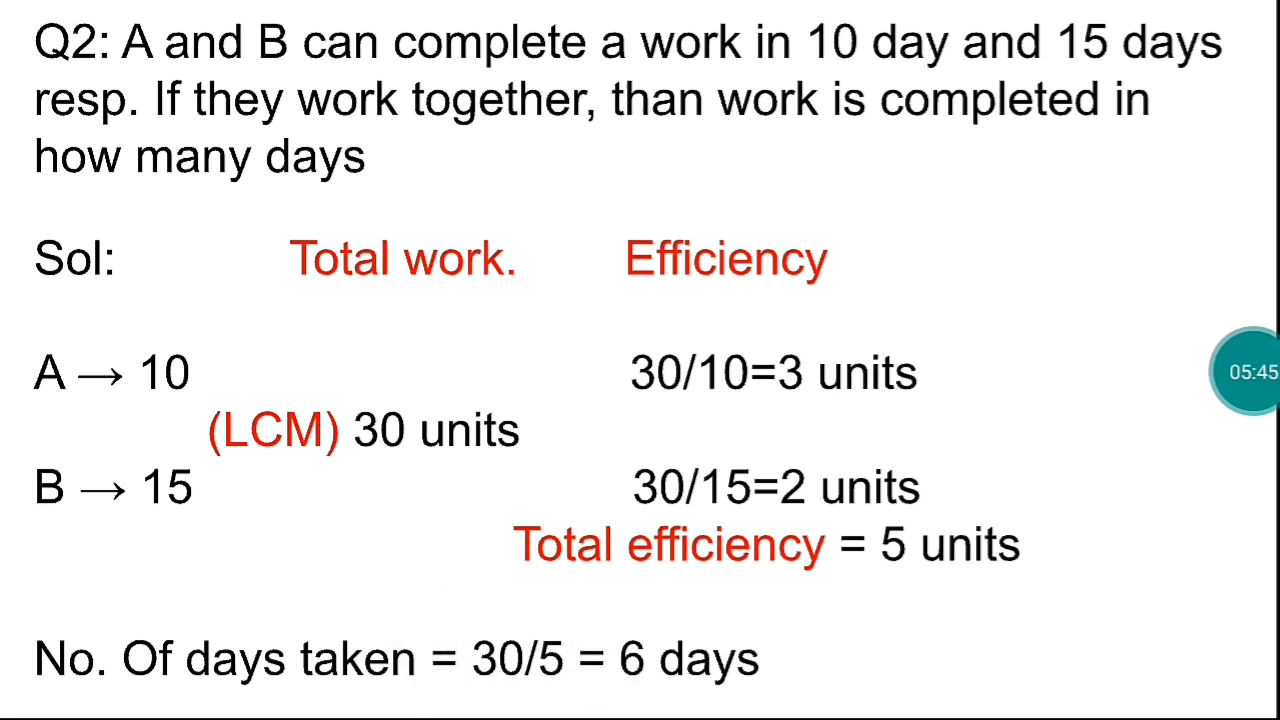 Q2: A and B can complete a work in 10 day and 15 days
resp. If they work together, than work is completed in
how many days
Sol: Total work. Efficiency
A → 10 30/10=3 units
(LCM) 30 units
B → 15 30/15=2 units
Total efficiency = 5 units
No. Of days taken = 30/5 = 6 days
05:45